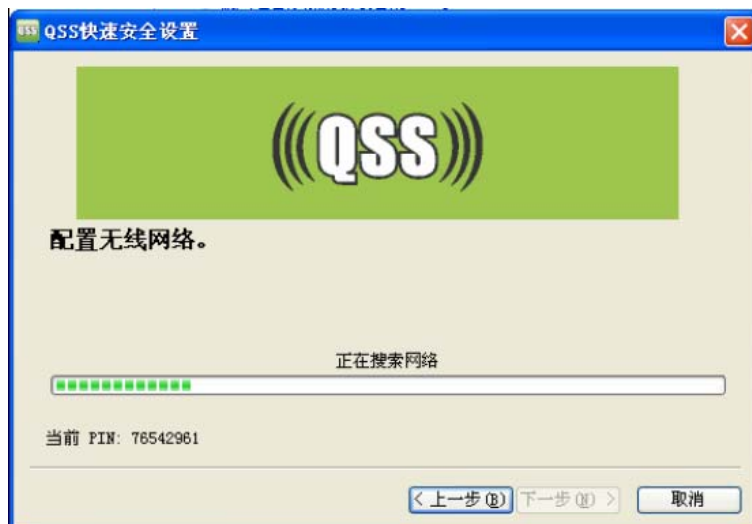 QSS QSS快速安全设置
(((QSS)))
配置无线网络。
正在搜索网络
当前 PIN: 76542961
< 上一步(B) 下一步(N) > 取消